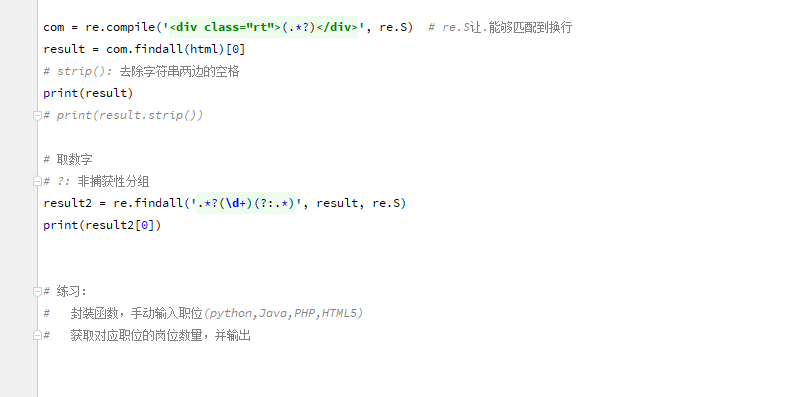 com = re.compile('<div class="rt">(.*?)</div>', re.S)  # re.S让.能够匹配到换行
result = com.findall(html)[0]
# strip(): 去除字符串两边的空格
print(result)
# print(result.strip())
# 取数字
# ?: 非捕获性分组
result2 = re.findall('.*?(\d+)(?:.*)', result, re.S)
print(result2[0])
# 练习:
#   封装函数，手动输入职位(python,Java,PHP,HTML5)
#   获取对应职位的岗位数量，并输出